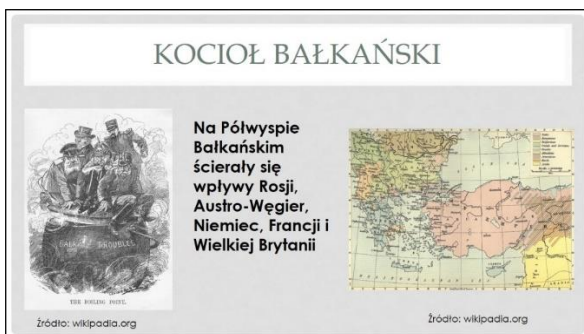 KOCIOŁ BAŁKAŃSKI
Na Półwyspie
Bałkańskim
ścierały się
wpływy Rosji,
Austro-Węgier,
Niemiec, Francji i
Wielkiej Brytanii
BALKAN TROUBLES
THE BOILING POINT.
Źródło: wikipadia.org
Źródło: wikipadia.org